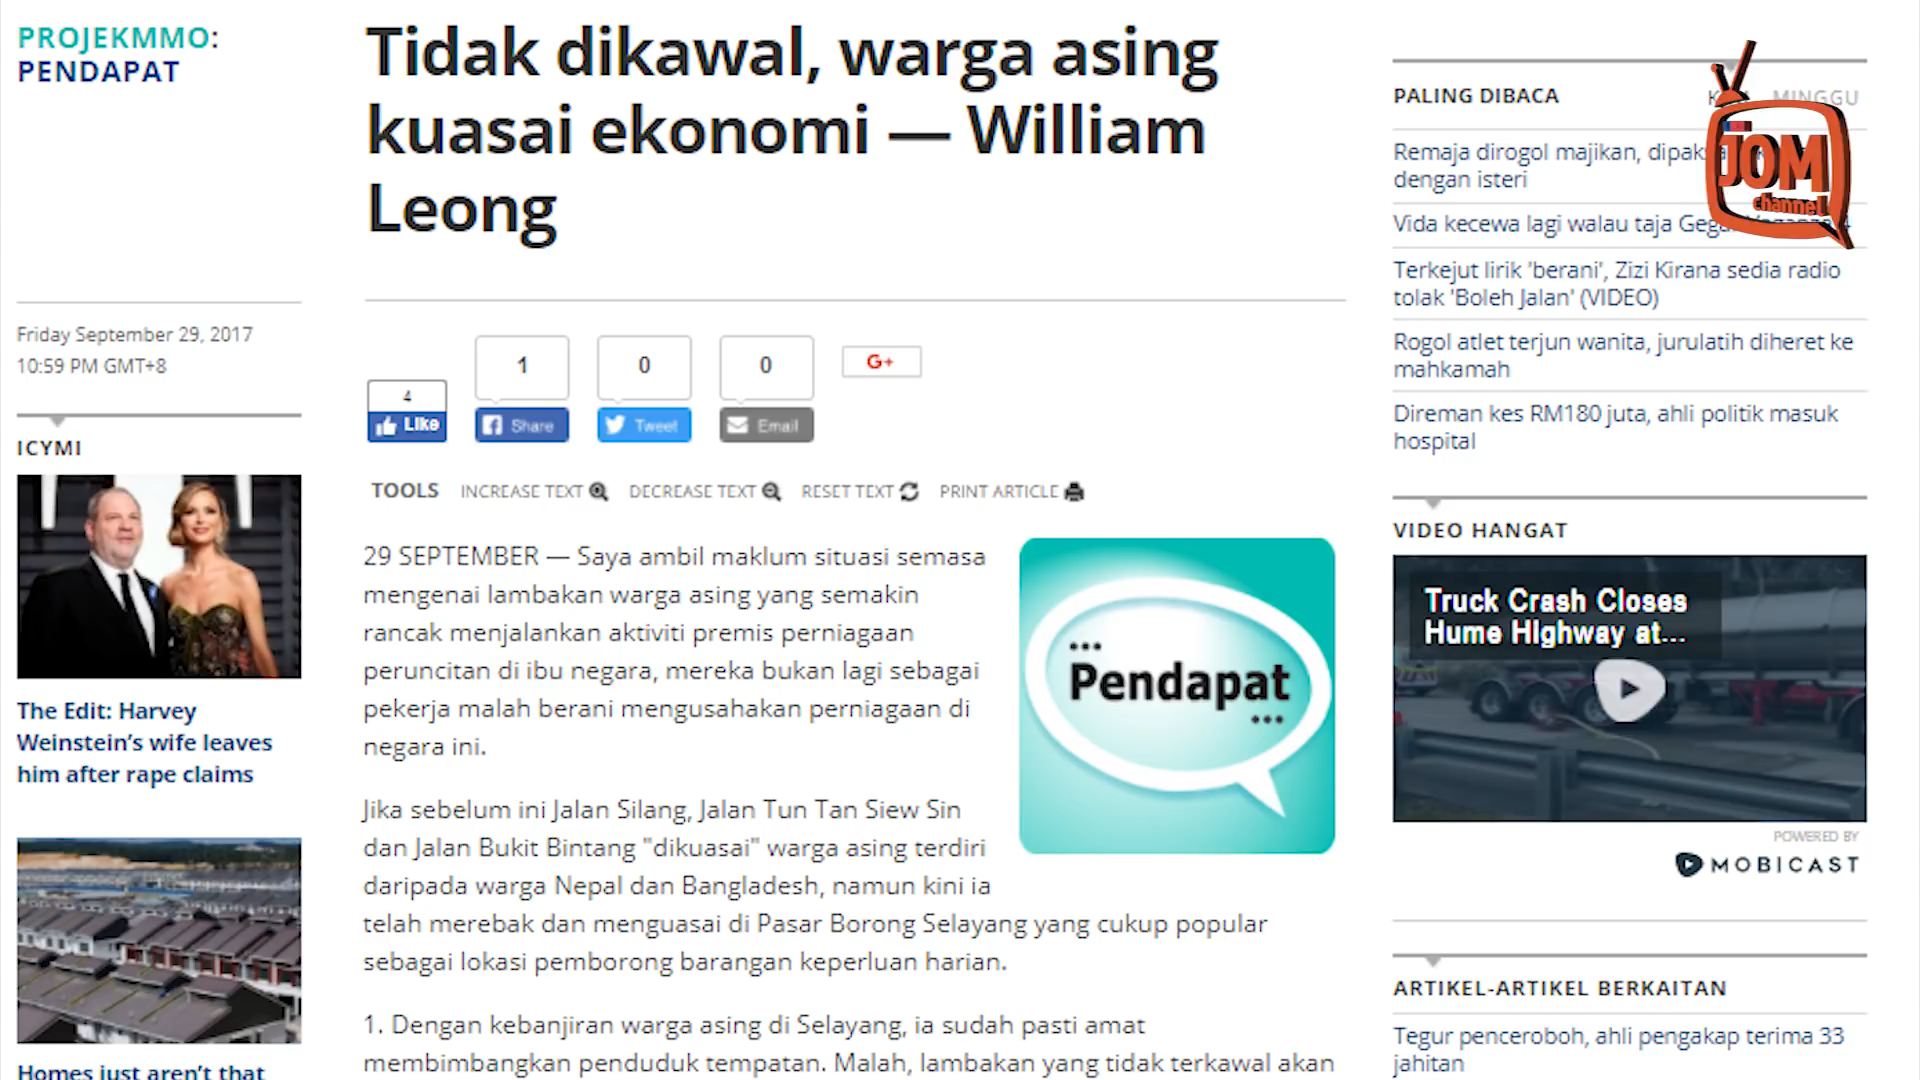 PROJEKMMO:
PENDAPAT
Friday September 29, 2017
10:59 PM GMT+8
ICYMI
The Edit: Harvey
Weinstein's wife leaves
him after rape claims
Homes just aren't that
Tidak dikawal, warga asing
kuasai ekonomi — William
Leong
4
Like
1
Share
0
Tweet
0
Email
G+
TOOLS INCREASE TEXT DECREASE TEXT RESET TEXT PRINT ARTICLE
29 SEPTEMBER — Saya ambil maklum situasi semasa
mengenai lambakan warga asing yang semakin
rancak menjalankan aktiviti premis perniagaan
peruncitan di ibu negara, mereka bukan lagi sebagai
pekerja malah berani mengusahakan perniagaan di
negara ini.
Pendapat
Jika sebelum ini Jalan Silang, Jalan Tun Tan Siew Sin
dan Jalan Bukit Bintang "dikuasai" warga asing terdiri
daripada warga Nepal dan Bangladesh, namun kini ia
telah merebak dan menguasai di Pasar Borong Selayang yang cukup popular
sebagai lokasi pemborong barangan keperluan harian.
1. Dengan kebanjiran warga asing di Selayang, ia sudah pasti amat
membimbangkan penduduk tempatan. Malah, lambakan yang tidak terkawal akan
PALING DIBACA
MINGGU
JOM
channel
Remaja dirogol majikan,
dengan isteri
Vida kecewa lagi walau taja
Terkejut lirik 'berani', Zizi Kirana sedia radio
tolak 'Boleh Jalan' (VIDEO)
Rogol atlet terjun wanita, jurulatih diheret ke
mahkamah
Direman kes RM180 juta, ahli politik masuk
hospital
VIDEO HANGAT
Truck Crash Closes
Hume Highway at...
POWERED BY
MOBICAST
ARTIKEL-ARTIKEL BERKAITAN
Tegur penceroboh, ahli pengakap terima 33
jahitan